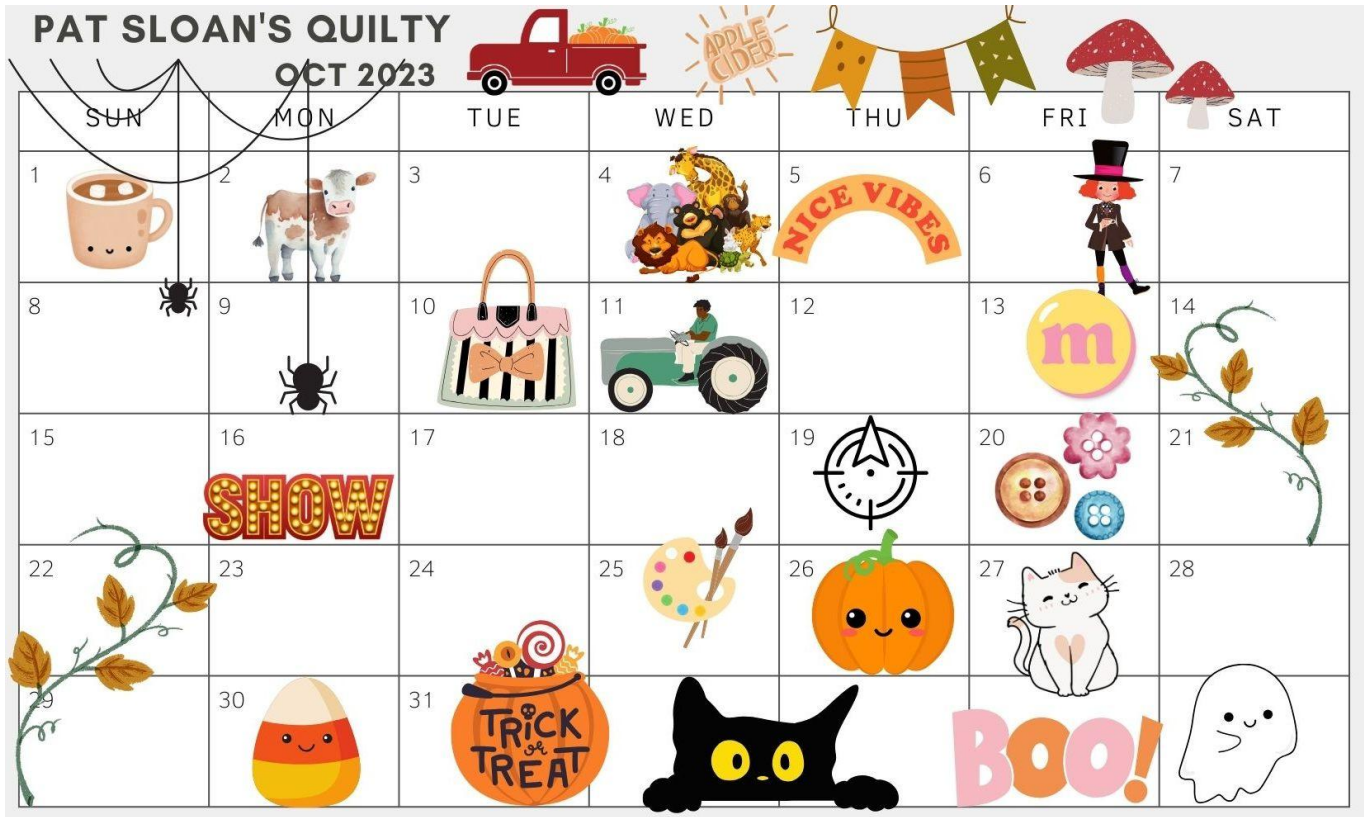 PAT SLOAN'S QUILTY
OCT 2023
APPLE
CIDER
SUN MON TUE WED THU FRI SAT
1 2 3 4 5 6 7
NICE VIBES
8 9 10 11 12 13 14
m
15 16 17 18 19 20 21
SHOW
22 23 24 25 26 27 28
29 30 31
TRICK
or
TREAT
BOO!